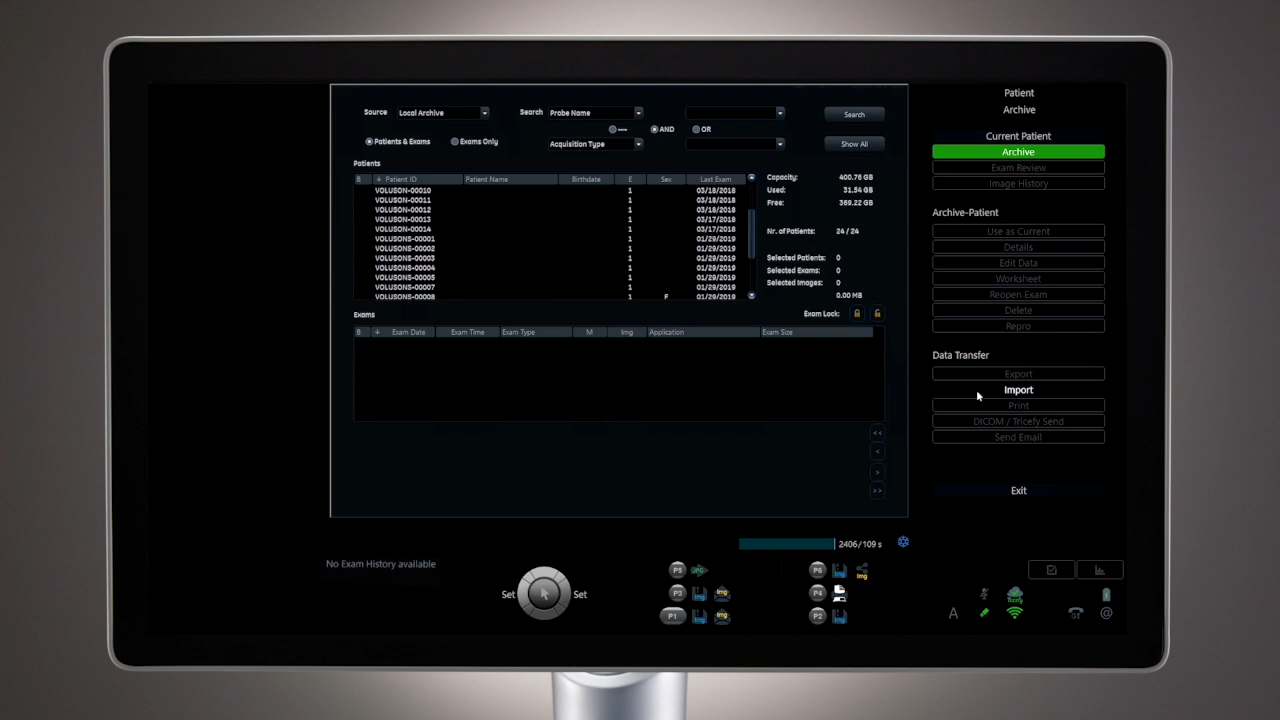 Patient
Archive
Source Local Archive Search Probe Name Search
--- AND OR
Patients & Exams Exams Only Acquisition Type Show All
Patients
B Patient ID Patient Name Birthdate E Sex Last Exam
VOLUSON-00010 1 03/18/2018
VOLUSON-00011 1 03/18/2018
VOLUSON-00012 1 03/18/2018
VOLUSON-00013 1 03/17/2018
VOLUSON-00014 1 03/17/2018
VOLUSONS-00001 1 01/29/2019
VOLUSONS-00002 1 01/29/2019
VOLUSONS-00003 1 01/29/2019
VOLUSONS-00004 1 01/29/2019
VOLUSONS-00005 1 01/29/2019
VOLUSONS-00007 1 01/29/2019
VOLUSONS-00008 1 F 01/29/2019
Capacity: 400.76 GB
Used: 31.54 GB
Free: 369.22 GB
Nr. of Patients: 24 / 24
Selected Patients: 0
Selected Exams: 0
Selected Images: 0
0.00 MB
Exams
Exam Lock:
B Exam Date Exam Time Exam Type M Img Application Exam Size
<<
<
>
>>
Current Patient
Archive
Exam Review
Image History
Archive-Patient
Use as Current
Details
Edit Data
Worksheet
Reopen Exam
Delete
Repro
Data Transfer
Export
Import
Print
DICOM / Tricefy Send
Send Email
Exit
2406/109 s
No Exam History available
Set Set
P5 P6 Img
P3 Img Img P4
P1 Img Img P2 Img
Tricefy
A @